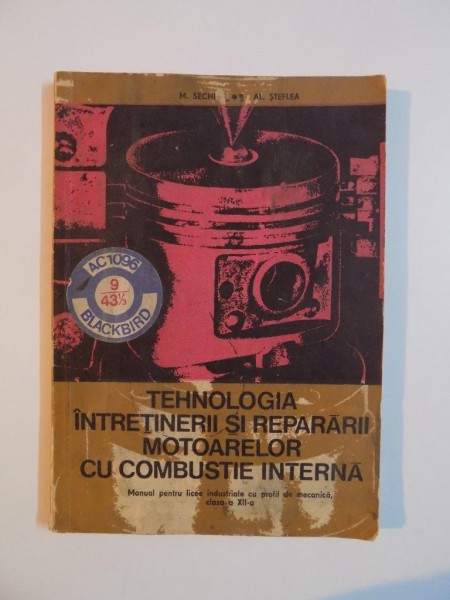 M. SECHI AL. ȘTEFLEA
AC1096
9
43½
BLACKBIRD
TEHNOLOGIA
ÎNTREȚINERII ȘI REPARĂRII
MOTOARELOR
CU COMBUSTIE INTERNĂ
Manual pentru licee industriale cu profil de mecanică,
clasa a XII-a